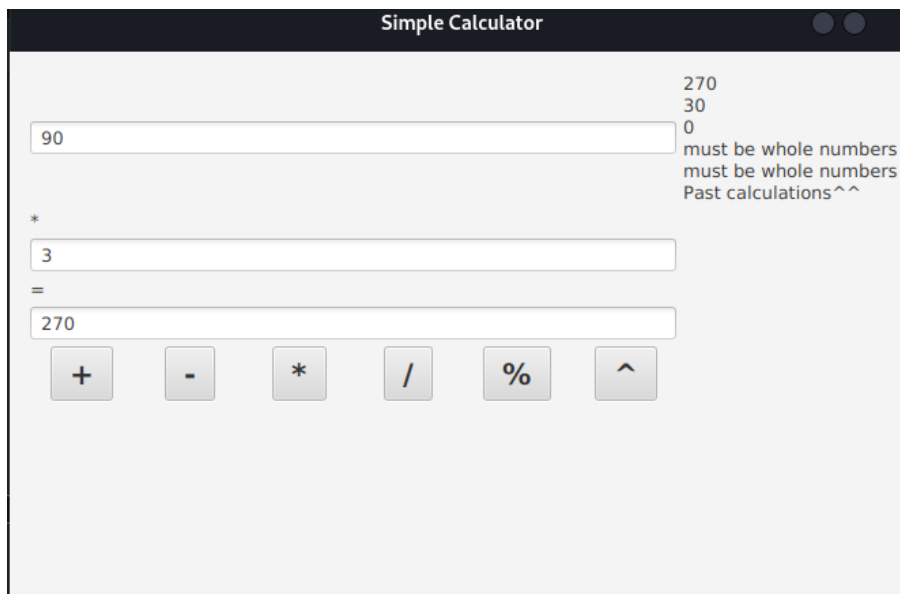 Simple Calculator
90
*
3
=
270
+ - * / % ^
270
30
0
must be whole numbers
must be whole numbers
Past calculations^^